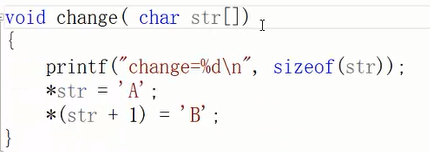 void change( char str[])
{
    printf("change=%d\n", sizeof(str));
    *str = 'A';
    *(str + 1) = 'B';
}